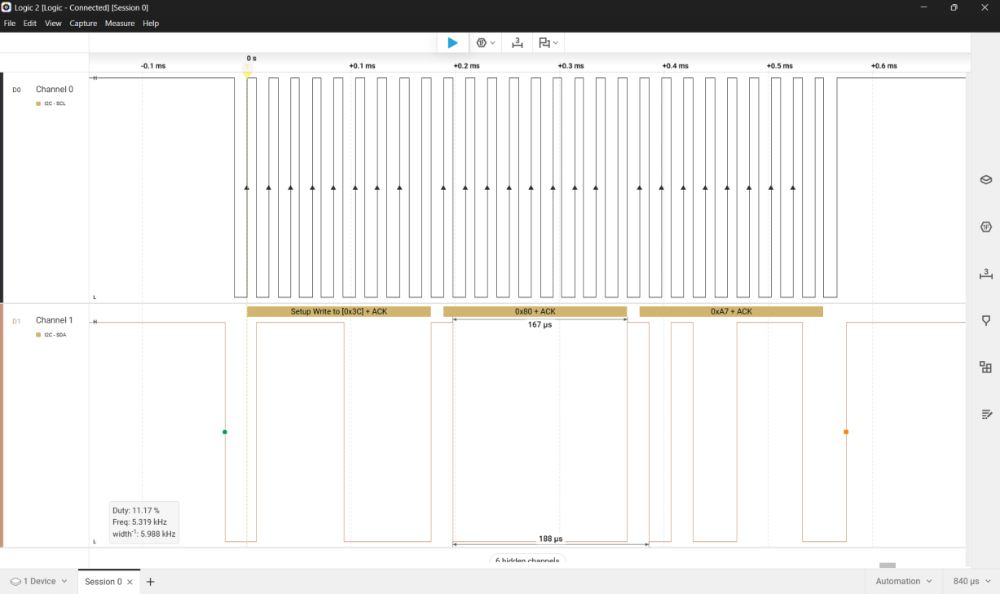 Logic 2 [Logic - Connected] [Session 0]
File Edit View Capture Measure Help
1F 3
0 s
-0.1 ms +0.1 ms +0.2 ms +0.3 ms +0.4 ms +0.5 ms +0.6 ms
D0 Channel 0 H
I2C - SCL
1F
3
L
Setup Write to [0x3C] + ACK 0x80 + ACK 0xA7 + ACK
D1 Channel 1 H
167 µs
I2C - SDA
Duty: 11.17 %
Freq: 5.319 kHz
width-1: 5.988 kHz
L 188 µs
6 hidden channels
1 Device Session 0 × + Automation 840 µs